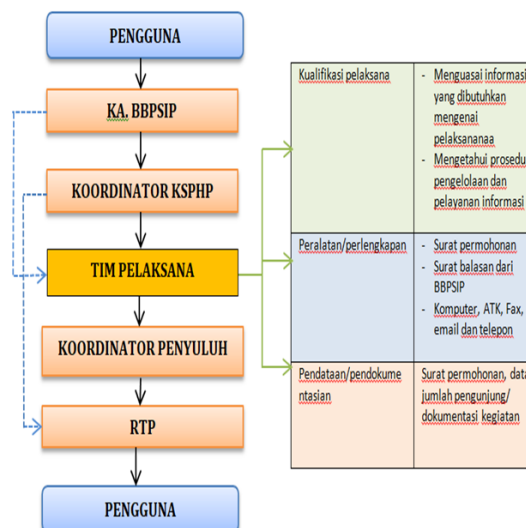 PENGGUNA
KA. BBPSIP
KOORDINATOR KSPHP
TIM PELAKSANA
KOORDINATOR PENYULUH
RTP
PENGGUNA
Kualifikasi pelaksana
- Menguasai informasi
yang dibutuhkan
mengenai
pelaksananaa
- Mengetahui prosedu
pengelolaan dan
pelayanan informasi
Peralatan/perlengkapan
- Surat permohonan
- Surat balasan dari
BBPSIP
- Komputer, ATK, Fax,
email dan telepon
Pendataan/pendokume
ntasian
Surat permohonan, data
jumlah pengunjung/
dokumentasi kegiatan